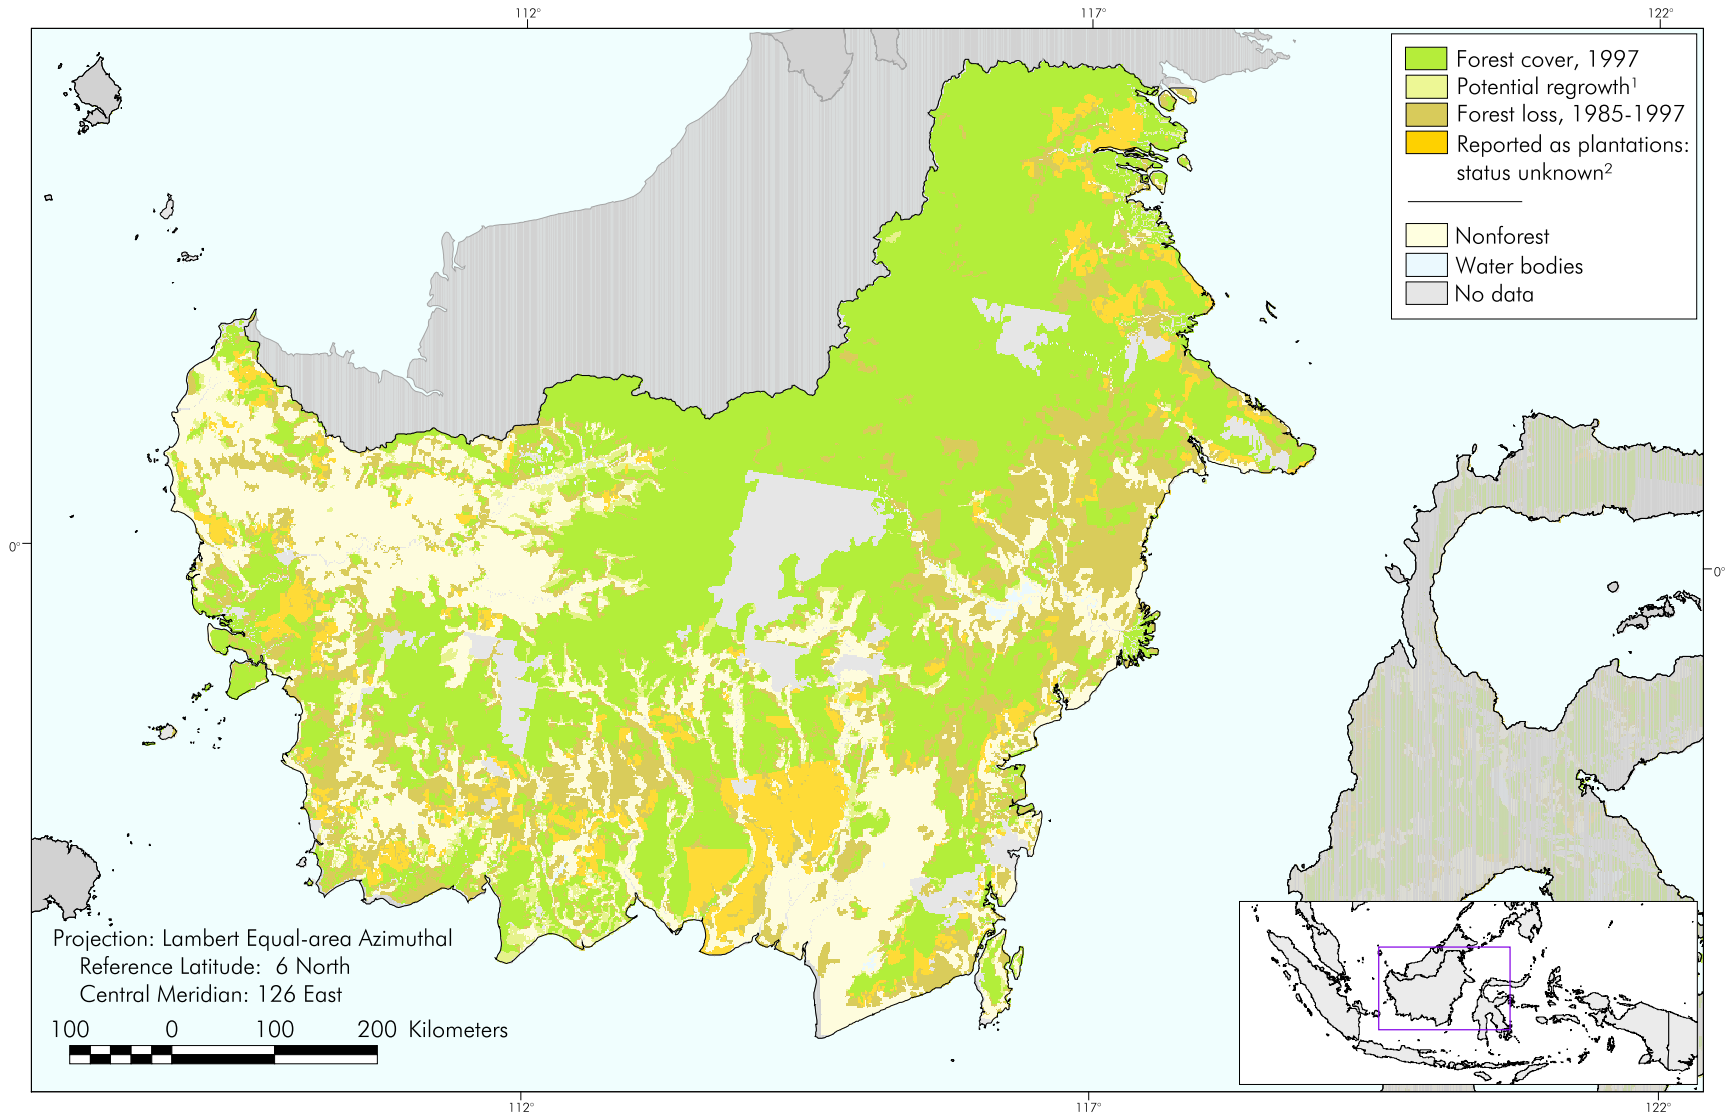 112°
117°
122°
Forest cover, 1997
Potential regrowth¹
Forest loss, 1985-1997
Reported as plantations:
status unknown²
Nonforest
Water bodies
No data
0°
0°
Projection: Lambert Equal-area Azimuthal
Reference Latitude: 6 North
Central Meridian: 126 East
100 0 100 200 Kilometers
112°
117°
122°